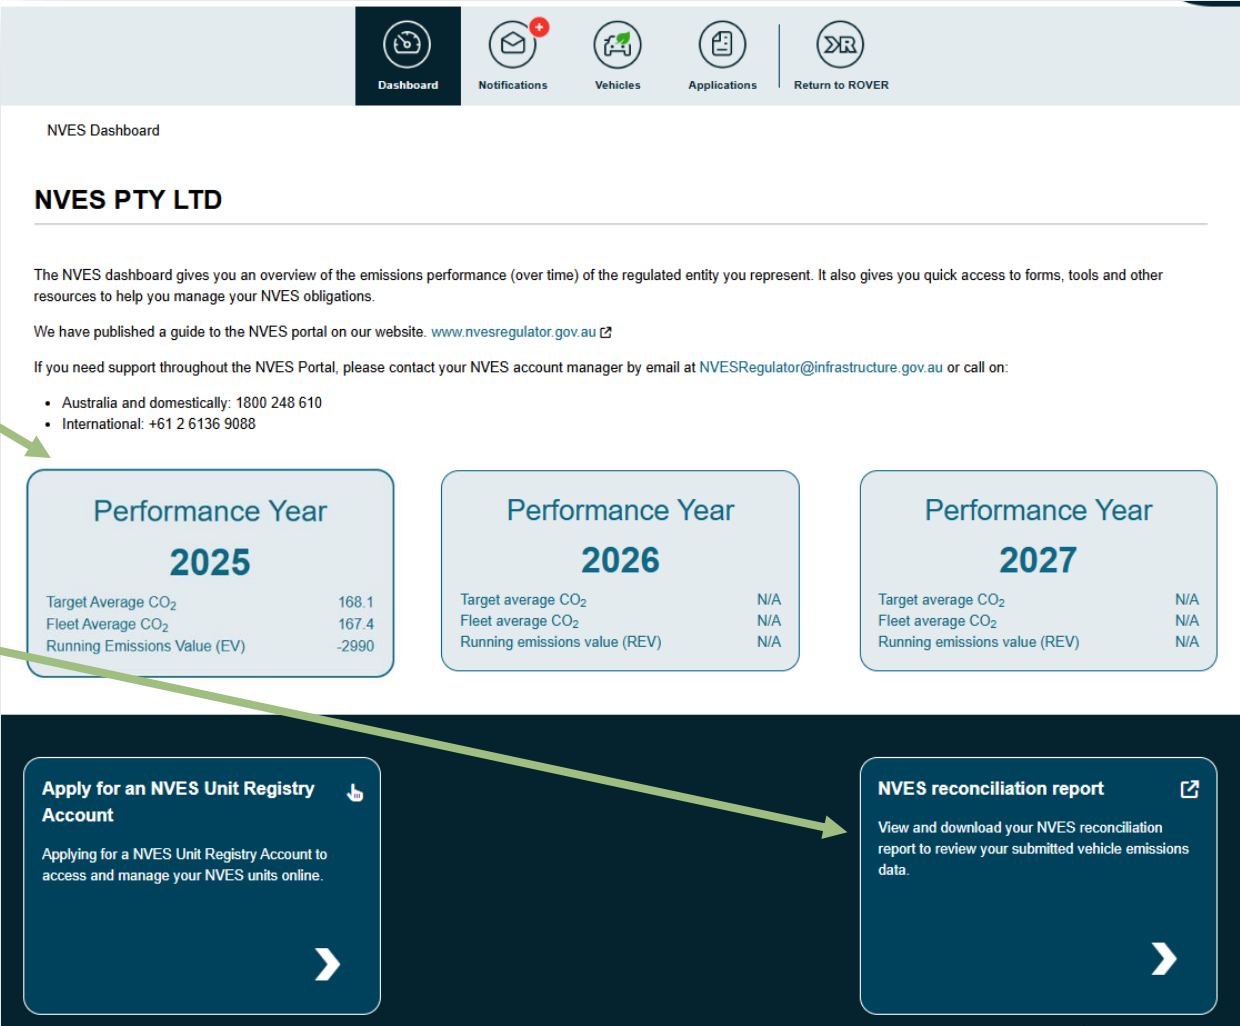 Dashboard
Notifications
Vehicles
Applications
Return to ROVER
NVES Dashboard
NVES PTY LTD
The NVES dashboard gives you an overview of the emissions performance (over time) of the regulated entity you represent. It also gives you quick access to forms, tools and other
resources to help you manage your NVES obligations.
We have published a guide to the NVES portal on our website. www.nvesregulator.gov.au
If you need support throughout the NVES Portal, please contact your NVES account manager by email at NVESRegulator@infrastructure.gov.au or call on:
• Australia and domestically: 1800 248 610
• International: +61 2 6136 9088
Performance Year
2025
Target Average CO₂ 168.1
Fleet Average CO₂ 167.4
Running Emissions Value (EV) -2990
Performance Year
2026
Target average CO₂ N/A
Fleet average CO₂ N/A
Running emissions value (REV) N/A
Performance Year
2027
Target average CO₂ N/A
Fleet average CO₂ N/A
Running emissions value (REV) N/A
Apply for an NVES Unit Registry
Account
Applying for a NVES Unit Registry Account to
access and manage your NVES units online.
NVES reconciliation report
View and download your NVES reconciliation
report to review your submitted vehicle emissions
data.